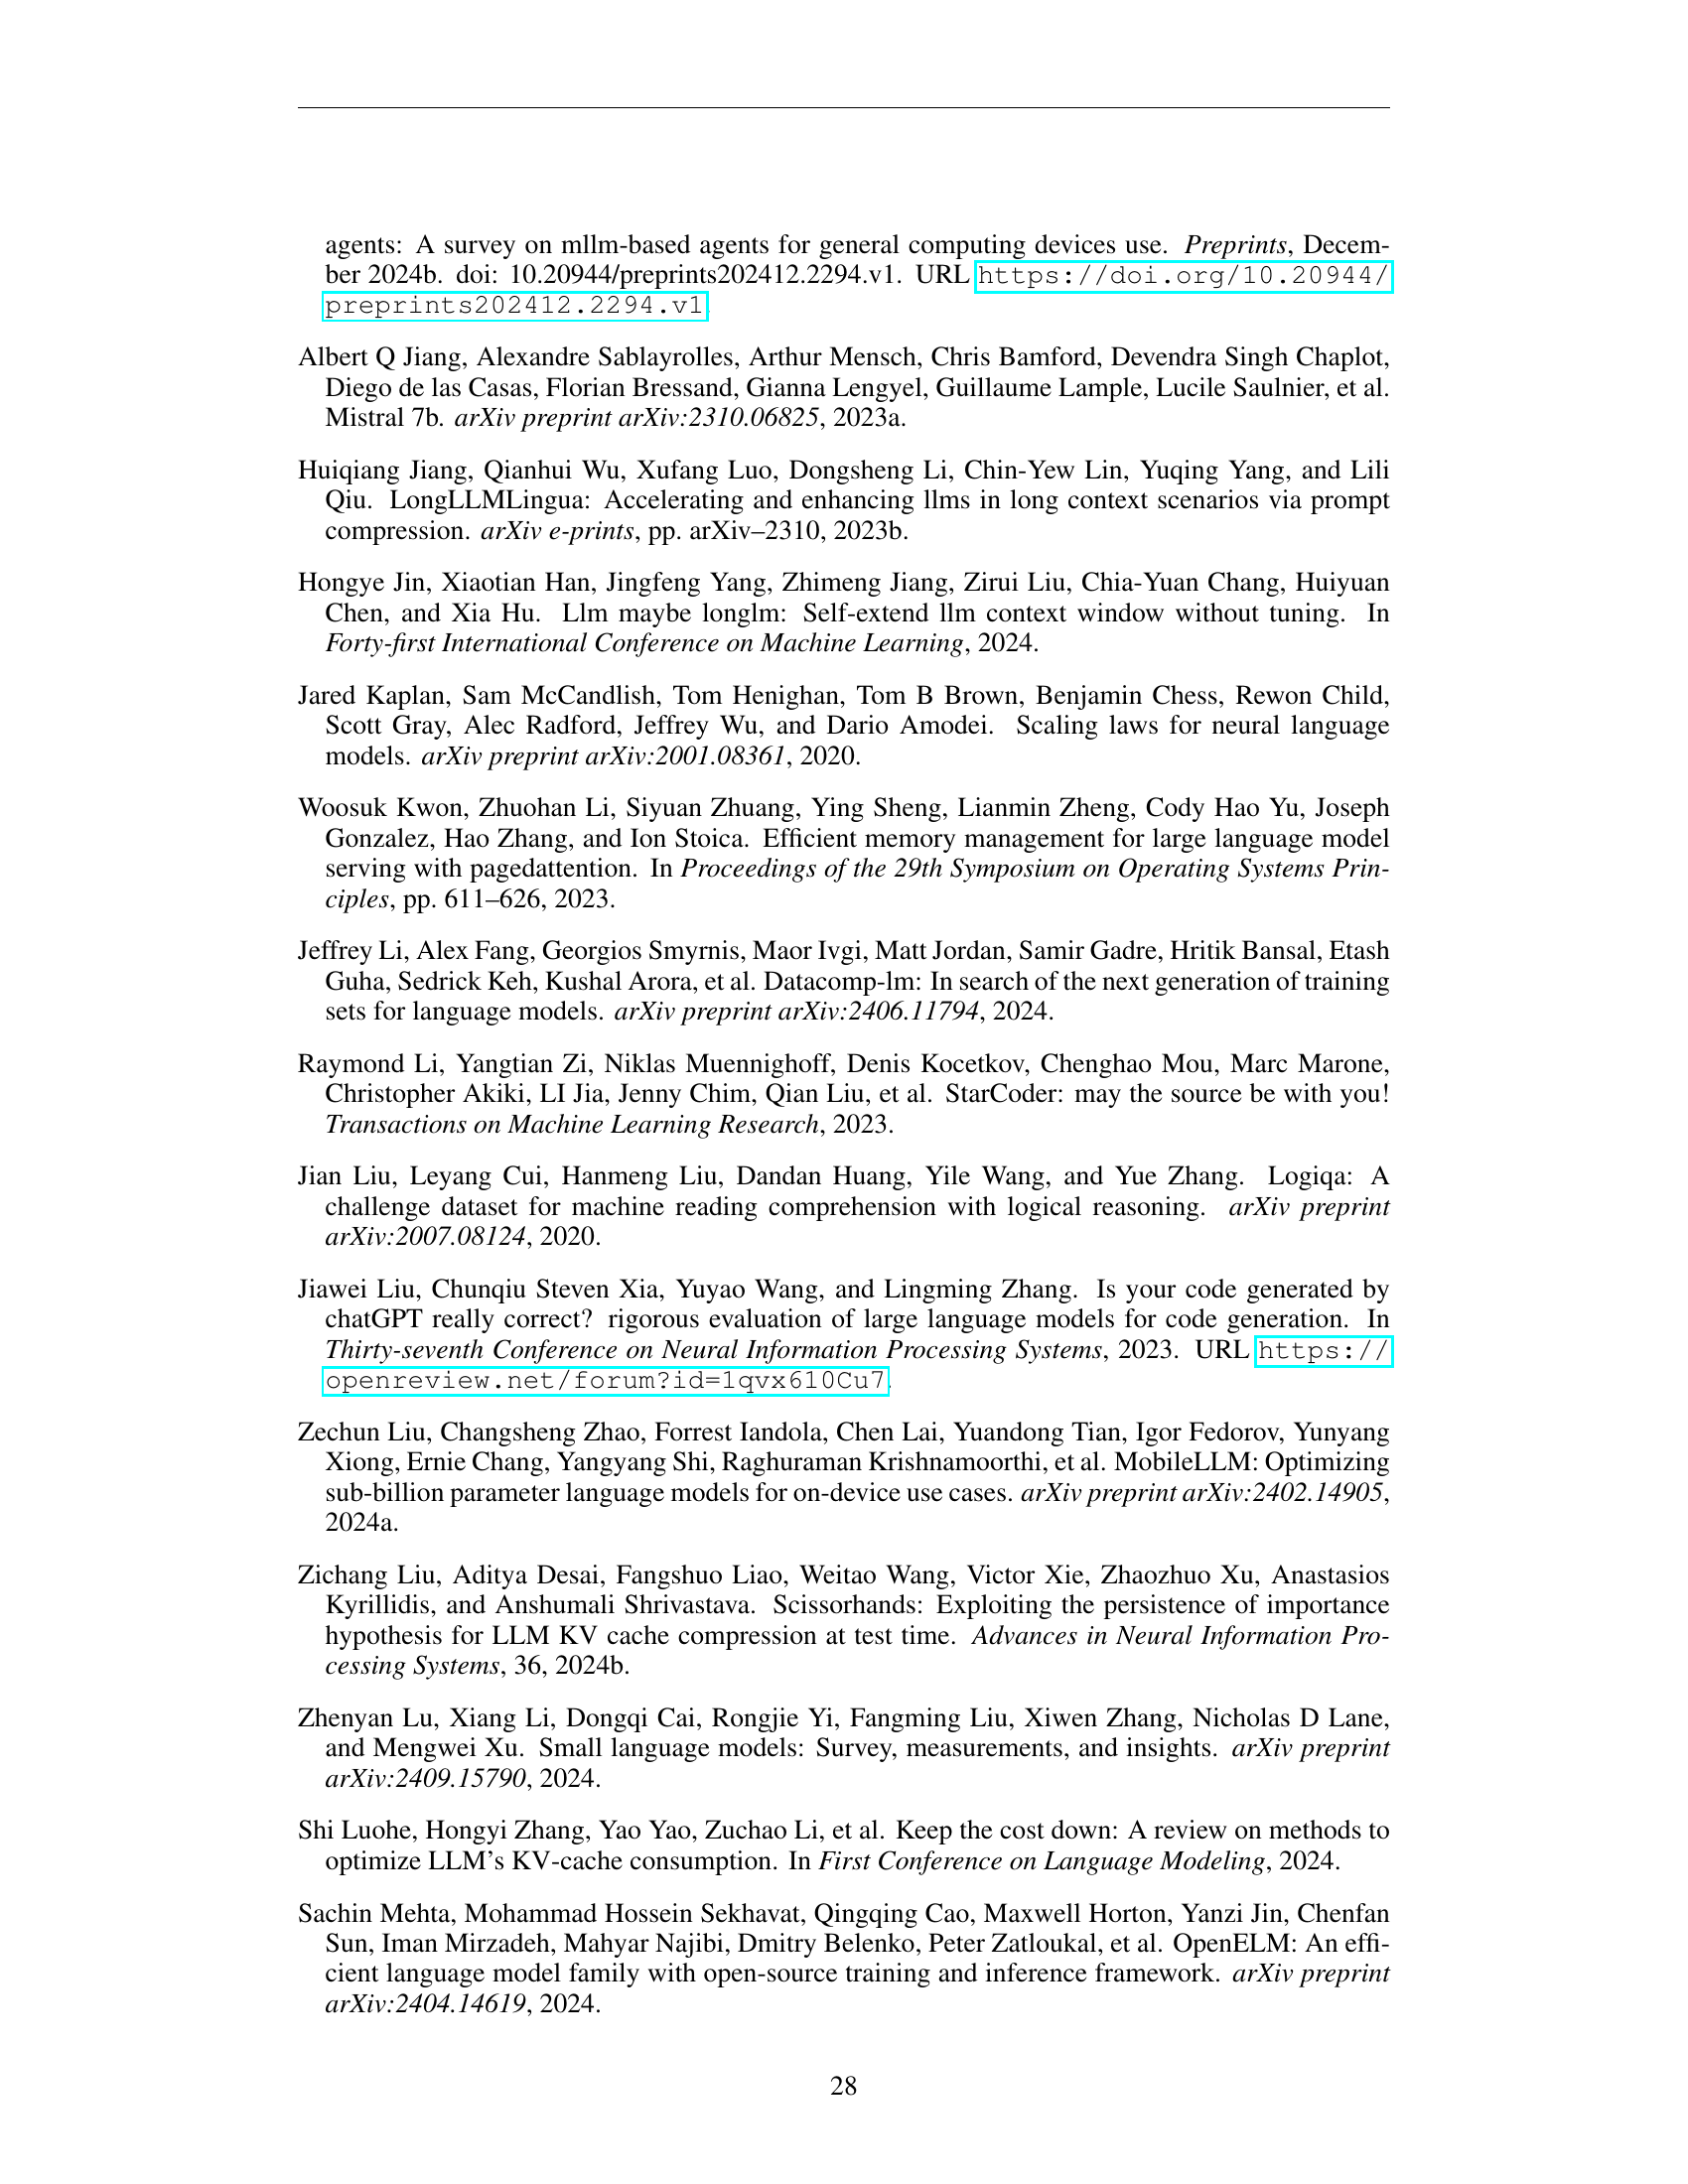 agents: A survey on mllm-based agents for general computing devices use. Preprints, Decem-
ber 2024b. doi: 10.20944/preprints202412.2294.v1. URL https://doi.org/10.20944/
preprints202412.2294.v1.
Albert Q Jiang, Alexandre Sablayrolles, Arthur Mensch, Chris Bamford, Devendra Singh Chaplot,
Diego de las Casas, Florian Bressand, Gianna Lengyel, Guillaume Lample, Lucile Saulnier, et al.
Mistral 7b. arXiv preprint arXiv:2310.06825, 2023a.
Huiqiang Jiang, Qianhui Wu, Xufang Luo, Dongsheng Li, Chin-Yew Lin, Yuqing Yang, and Lili
Qiu. LongLLMLingua: Accelerating and enhancing llms in long context scenarios via prompt
compression. arXiv e-prints, pp. arXiv–2310, 2023b.
Hongye Jin, Xiaotian Han, Jingfeng Yang, Zhimeng Jiang, Zirui Liu, Chia-Yuan Chang, Huiyuan
Chen, and Xia Hu. Llm maybe longlm: Self-extend llm context window without tuning. In
Forty-first International Conference on Machine Learning, 2024.
Jared Kaplan, Sam McCandlish, Tom Henighan, Tom B Brown, Benjamin Chess, Rewon Child,
Scott Gray, Alec Radford, Jeffrey Wu, and Dario Amodei. Scaling laws for neural language
models. arXiv preprint arXiv:2001.08361, 2020.
Woosuk Kwon, Zhuohan Li, Siyuan Zhuang, Ying Sheng, Lianmin Zheng, Cody Hao Yu, Joseph
Gonzalez, Hao Zhang, and Ion Stoica. Efficient memory management for large language model
serving with pagedattention. In Proceedings of the 29th Symposium on Operating Systems Prin-
ciples, pp. 611–626, 2023.
Jeffrey Li, Alex Fang, Georgios Smyrnis, Maor Ivgi, Matt Jordan, Samir Gadre, Hritik Bansal, Etash
Guha, Sedrick Keh, Kushal Arora, et al. Datacomp-lm: In search of the next generation of training
sets for language models. arXiv preprint arXiv:2406.11794, 2024.
Raymond Li, Yangtian Zi, Niklas Muennighoff, Denis Kocetkov, Chenghao Mou, Marc Marone,
Christopher Akiki, LI Jia, Jenny Chim, Qian Liu, et al. StarCoder: may the source be with you!
Transactions on Machine Learning Research, 2023.
Jian Liu, Leyang Cui, Hanmeng Liu, Dandan Huang, Yile Wang, and Yue Zhang. Logiqa: A
challenge dataset for machine reading comprehension with logical reasoning. arXiv preprint
arXiv:2007.08124, 2020.
Jiawei Liu, Chunqiu Steven Xia, Yuyao Wang, and Lingming Zhang. Is your code generated by
chatGPT really correct? rigorous evaluation of large language models for code generation. In
Thirty-seventh Conference on Neural Information Processing Systems, 2023. URL https://
openreview.net/forum?id=1qvx610Cu7.
Zechun Liu, Changsheng Zhao, Forrest Iandola, Chen Lai, Yuandong Tian, Igor Fedorov, Yunyang
Xiong, Ernie Chang, Yangyang Shi, Raghuraman Krishnamoorthi, et al. MobileLLM: Optimizing
sub-billion parameter language models for on-device use cases. arXiv preprint arXiv:2402.14905,
2024a.
Zichang Liu, Aditya Desai, Fangshuo Liao, Weitao Wang, Victor Xie, Zhaozhuo Xu, Anastasios
Kyrillidis, and Anshumali Shrivastava. Scissorhands: Exploiting the persistence of importance
hypothesis for LLM KV cache compression at test time. Advances in Neural Information Pro-
cessing Systems, 36, 2024b.
Zhenyan Lu, Xiang Li, Dongqi Cai, Rongjie Yi, Fangming Liu, Xiwen Zhang, Nicholas D Lane,
and Mengwei Xu. Small language models: Survey, measurements, and insights. arXiv preprint
arXiv:2409.15790, 2024.
Shi Luohe, Hongyi Zhang, Yao Yao, Zuchao Li, et al. Keep the cost down: A review on methods to
optimize LLM's KV-cache consumption. In First Conference on Language Modeling, 2024.
Sachin Mehta, Mohammad Hossein Sekhavat, Qingqing Cao, Maxwell Horton, Yanzi Jin, Chenfan
Sun, Iman Mirzadeh, Mahyar Najibi, Dmitry Belenko, Peter Zatloukal, et al. OpenELM: An effi-
cient language model family with open-source training and inference framework. arXiv preprint
arXiv:2404.14619, 2024.
28